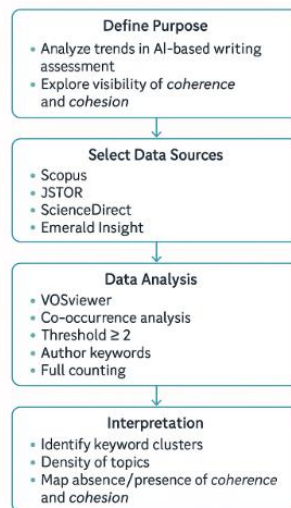 Define Purpose
• Analyze trends in AI-based writing
assessment
• Explore visibility of coherence
and cohesion
Select Data Sources
• Scopus
• JSTOR
• ScienceDirect
• Emerald Insight
Data Analysis
• VOSviewer
• Co-occurrence analysis
• Threshold ≥ 2
• Author keywords
• Full counting
Interpretation
• Identify keyword clusters
• Density of topics
• Map absence/presence of coherence
and cohesion